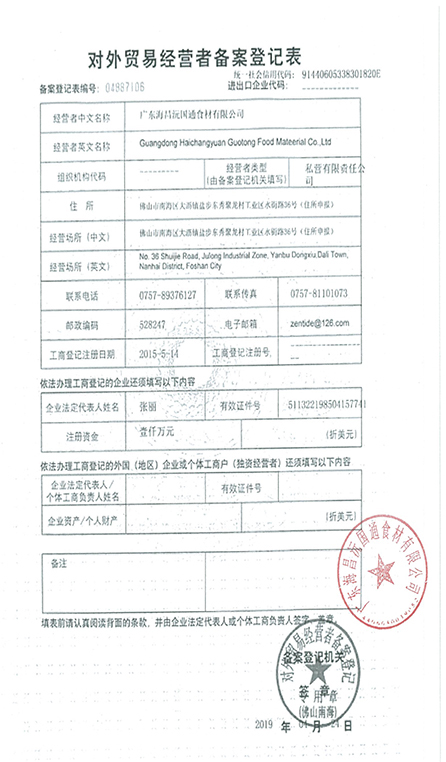 对外贸易经营者备案登记表
统一社会信用代码: 91440605338301820E
备案登记表编号: 04987106 进出口企业代码:
经营者中文名称 广东海昌沅国通食材有限公司
经营者英文名称 Guangdong Haichangyuan Guotong Food Mateerial Co.,Ltd
组织机构代码 ---------- 经营者类型 私营有限责任公
(由备案登记机关填写) 司
住 所 佛山市南海区大沥镇盐步东秀聚龙村工业区水街路36号(住所申报)
经营场所 (中文) 佛山市南海区大沥镇盐步东秀聚龙村工业区水街路36号(住所申报)
经营场所 (英文) No. 36 Shuijie Road, Julong Industrial Zone, Yanbu Dongxiu,Dali Town,
Nanhai District, Foshan City
联系电话 0757-89376127 联系传真 0757-81101073
邮政编码 528247 电子邮箱 zentide@126.com
工商登记注册日期 2015-5-14 工商登记注册号
依法办理工商登记的企业还须填写以下内容
企业法定代表人姓名 张丽 有效证件号 511322198504157741
注册资金 壹仟万元 (折美元)
依法办理工商登记的外国(地区)企业或个体工商户(独资经营者)还须填写以下内容
企业法定代表人/ 有效证件号
个体工商负责人姓名
企业资产/个人财产 (折美元)
备注
广东海昌沅国通食材有限公司
填表前请认真阅读背面的条款,并由企业法定代表人或个体工商负责人签字、盖章。
对外贸易经营者备案登记
备案登记机关
签 章
专用章
(佛山南海)
2019 年 04 月 24 日